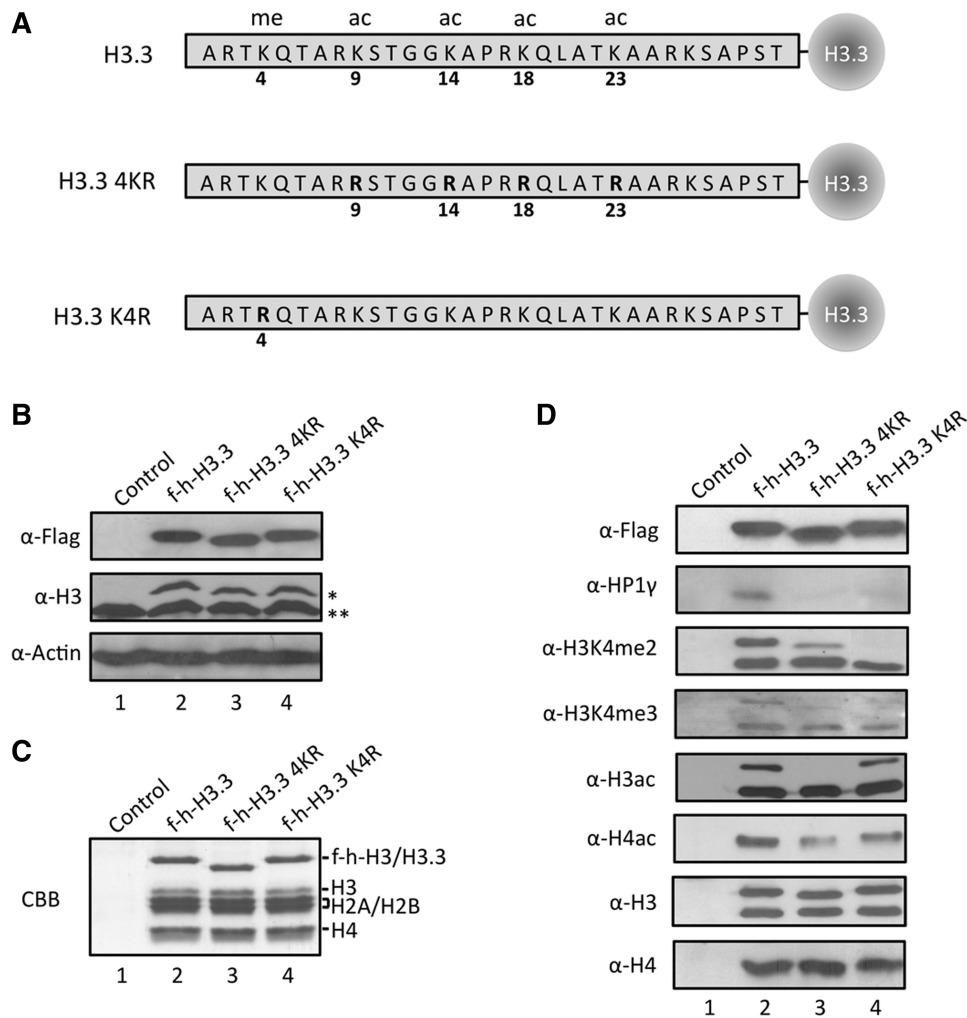 A
me ac ac ac ac
H3.3 ARTKQTARKSTGGKAPRKQLATKAARKSAPST H3.3
4 9 14 18 23
H3.3 4KR ARTKQTARRSTGGRAPRRQLATRAARKSAPST H3.3
9 14 18 23
H3.3 K4R ARTRQTARKSTGGKAPRKQLATKAARKSAPST H3.3
4
B
Control f-h-H3.3 f-h-H3.3 4KR f-h-H3.3 K4R
α-Flag
α-H3 *
**
α-Actin
1 2 3 4
C
Control f-h-H3.3 f-h-H3.3 4KR f-h-H3.3 K4R
f-h-H3/H3.3
H3
CBB H2A/H2B
H4
1 2 3 4
D
Control f-h-H3.3 f-h-H3.3 4KR f-h-H3.3 K4R
α-Flag
α-HP1γ
α-H3K4me2
α-H3K4me3
α-H3ac
α-H4ac
α-H3
α-H4
1 2 3 4